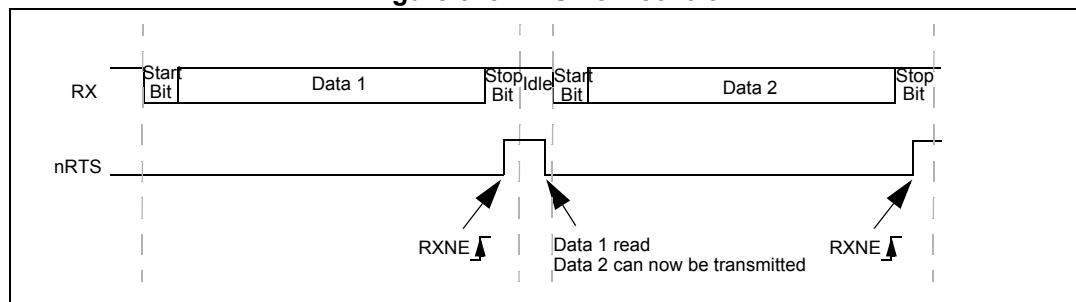 RX
Start
Bit
Data 1
Stop
Bit
Idle
Start
Bit
Data 2
Stop
Bit
nRTS
RXNE
Data 1 read
Data 2 can now be transmitted
RXNE